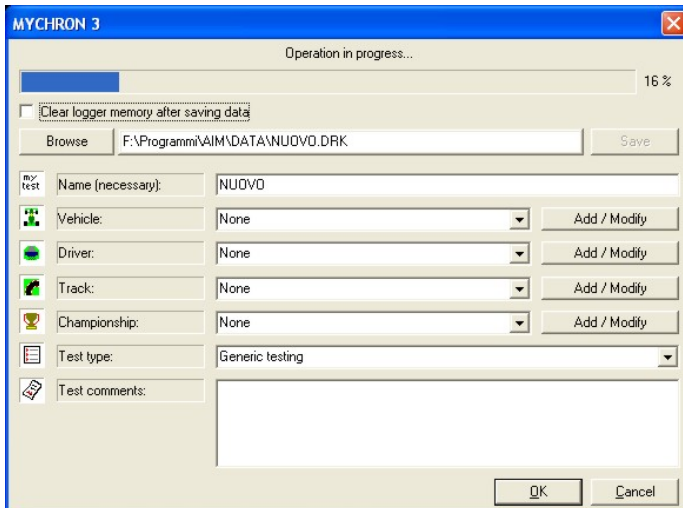 MYCHRON 3
Operation in progress...
16 %
Clear logger memory after saving data
Browse F:\Programmi\AIM\DATA\NUOVO.DRK Save
my test Name (necessary): NUOVO
Vehicle: None Add / Modify
Driver: None Add / Modify
Track: None Add / Modify
Championship: None Add / Modify
Test type: Generic testing
Test comments:
OK Cancel